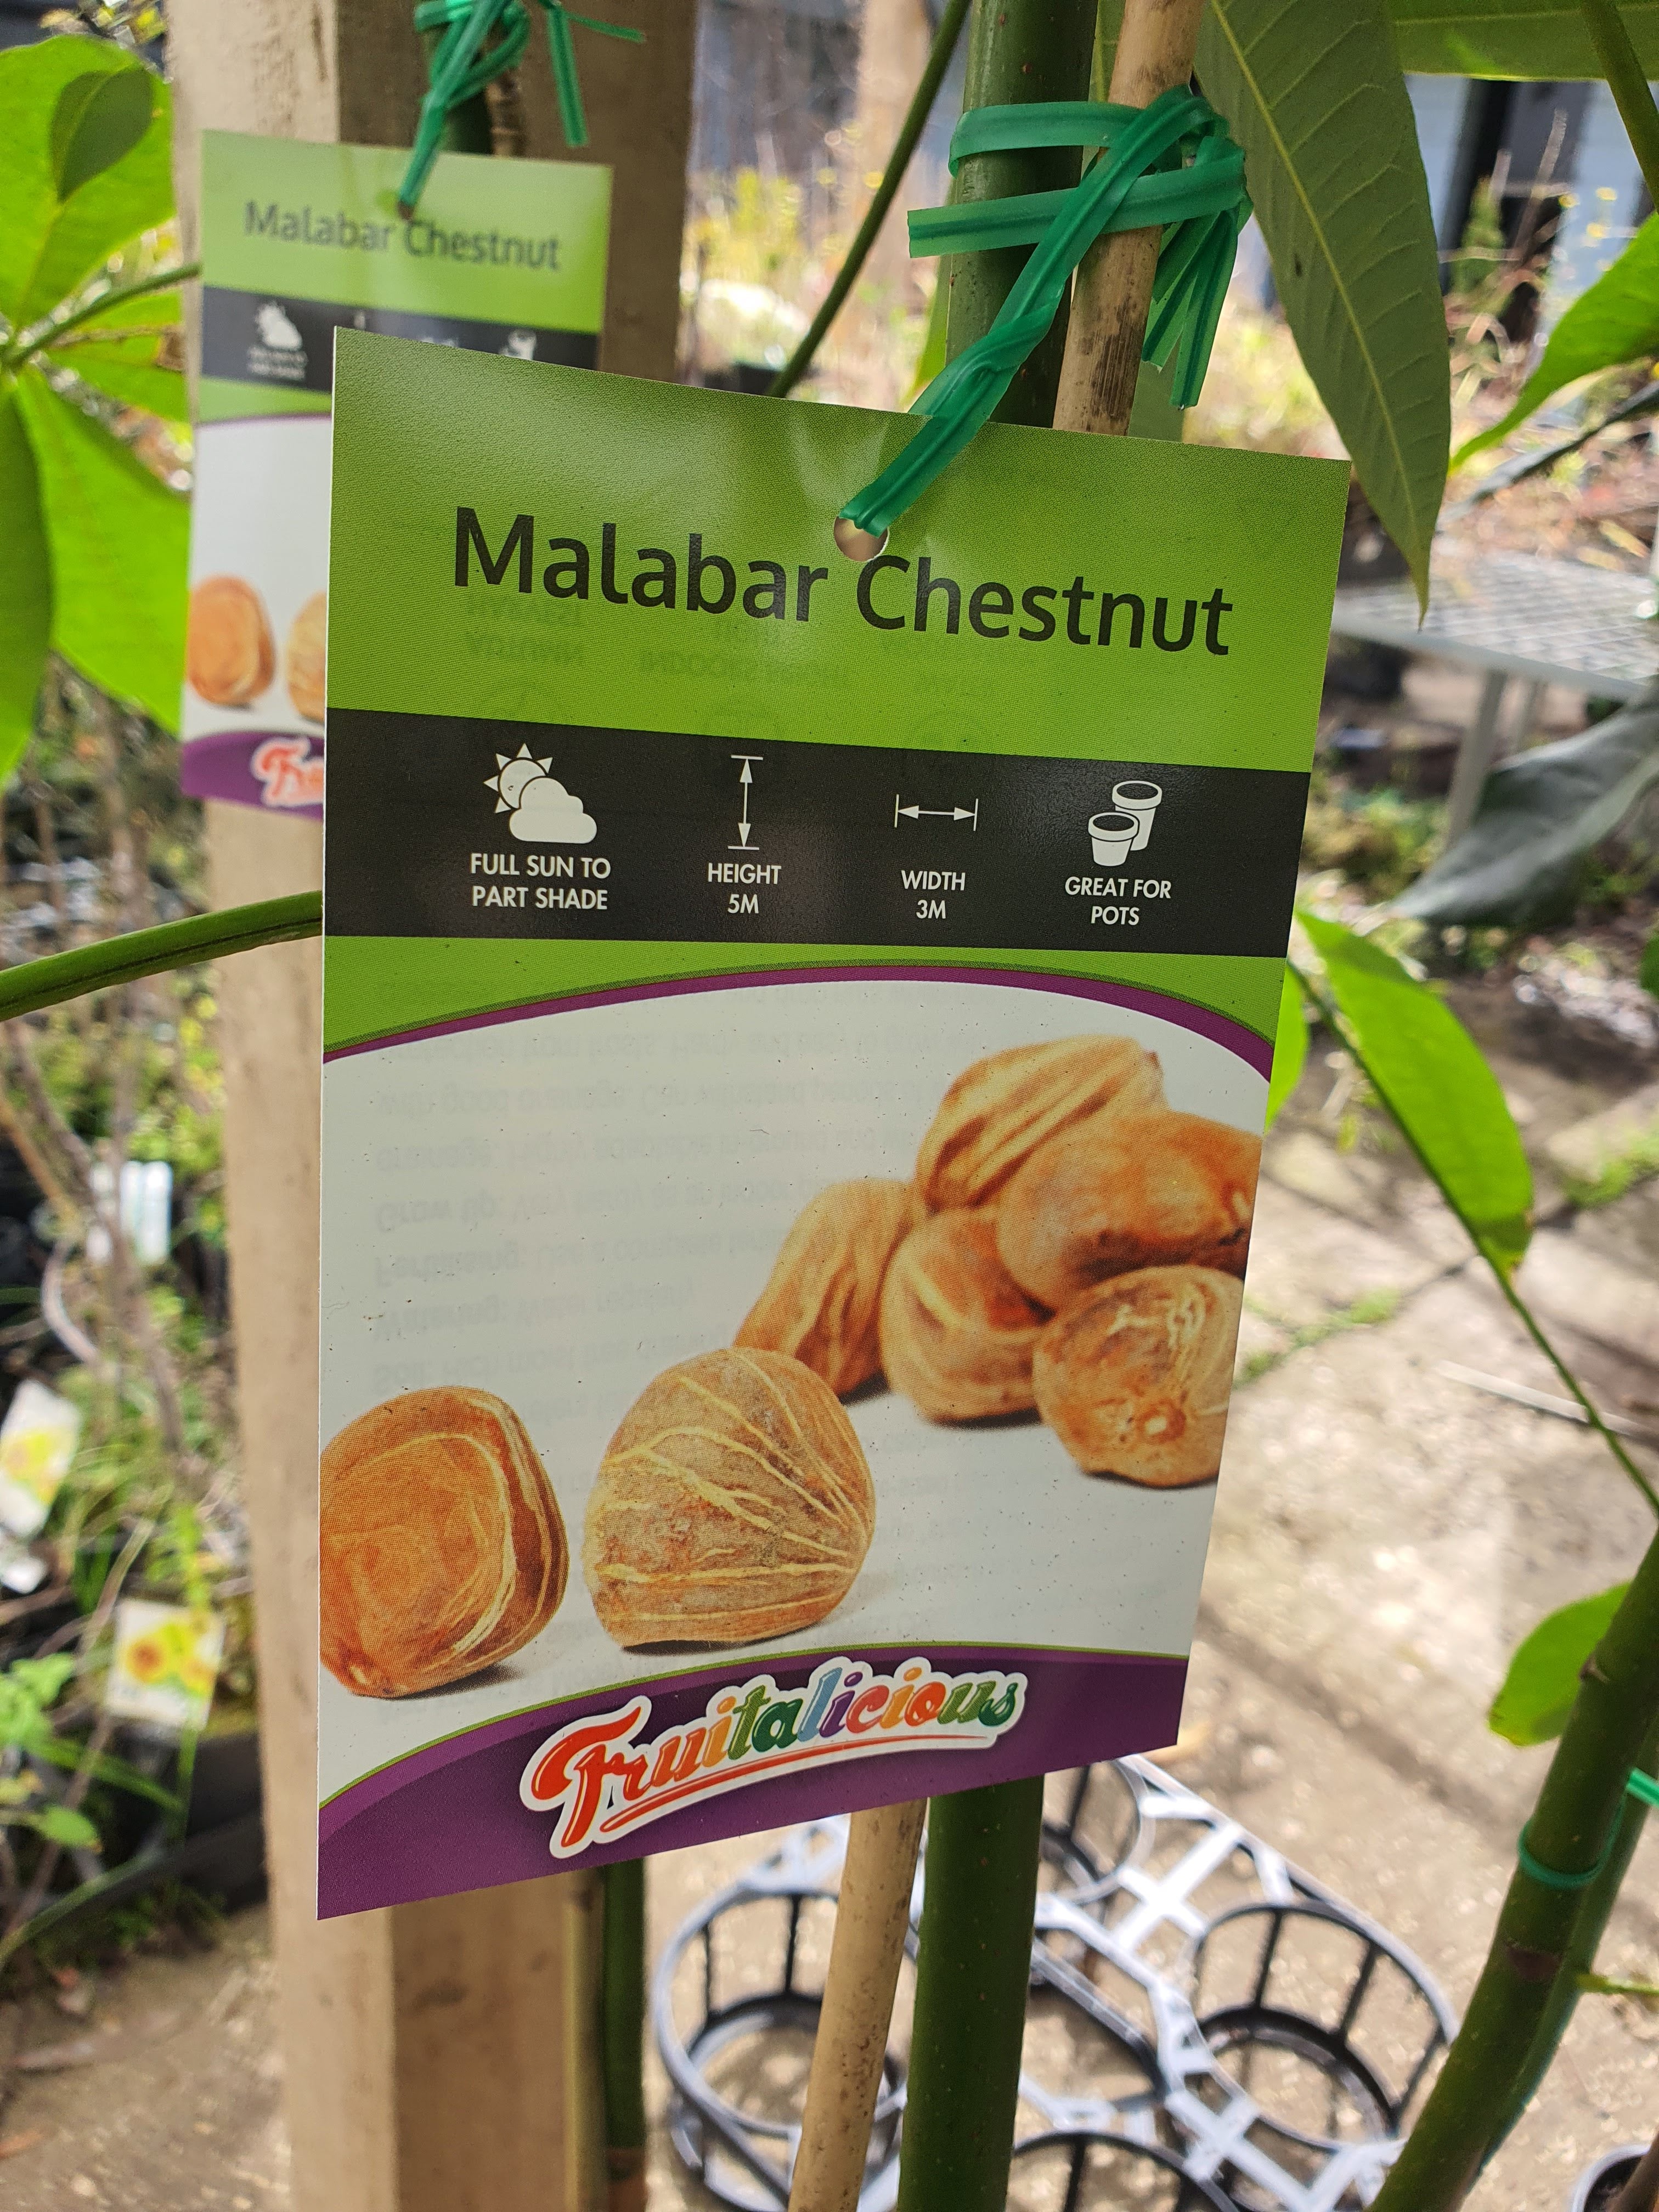 Malabar Chestnut
Malabar Chestnut
FULL SUN TO
PART SHADE
HEIGHT
5M
WIDTH
3M
GREAT FOR
POTS
Fruitalicious